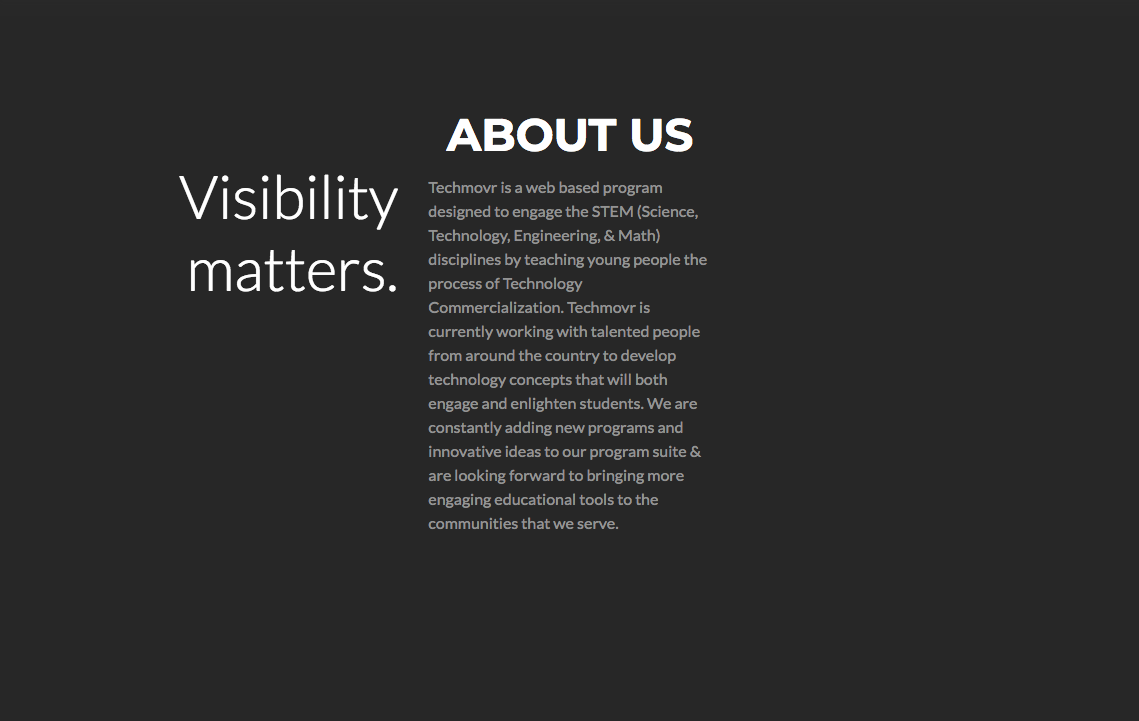 ABOUT US
Visibility
matters.
Techmovr is a web based program
designed to engage the STEM (Science,
Technology, Engineering, & Math)
disciplines by teaching young people the
process of Technology
Commercialization. Techmovr is
currently working with talented people
from around the country to develop
technology concepts that will both
engage and enlighten students. We are
constantly adding new programs and
innovative ideas to our program suite &
are looking forward to bringing more
engaging educational tools to the
communities that we serve.